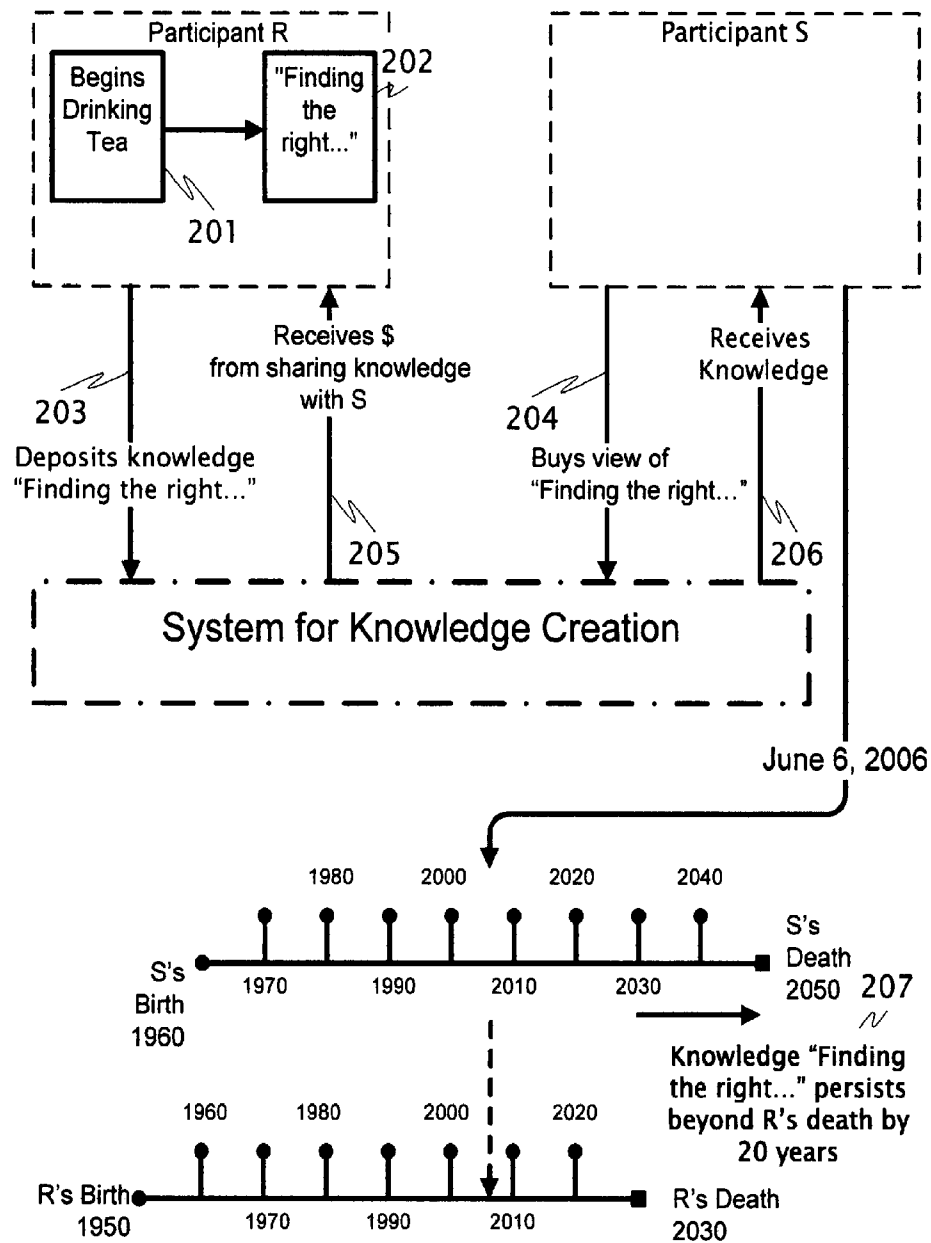 Participant R
Participant S
202
Begins
Drinking
Tea
"Finding
the
right..."
201
Receives $
from sharing knowledge
with S
Receives
Knowledge
203
204
Deposits knowledge
“Finding the right...”
Buys view of
“Finding the right...”
205
206
System for Knowledge Creation
June 6, 2006
1980 2000 2020 2040
S's
Birth
1960
1970 1990 2010 2030
S's
Death
2050
207
Knowledge “Finding
the right...” persists
beyond R's death by
20 years
1960 1980 2000 2020
R's Birth
1950
1970 1990 2010
R's Death
2030